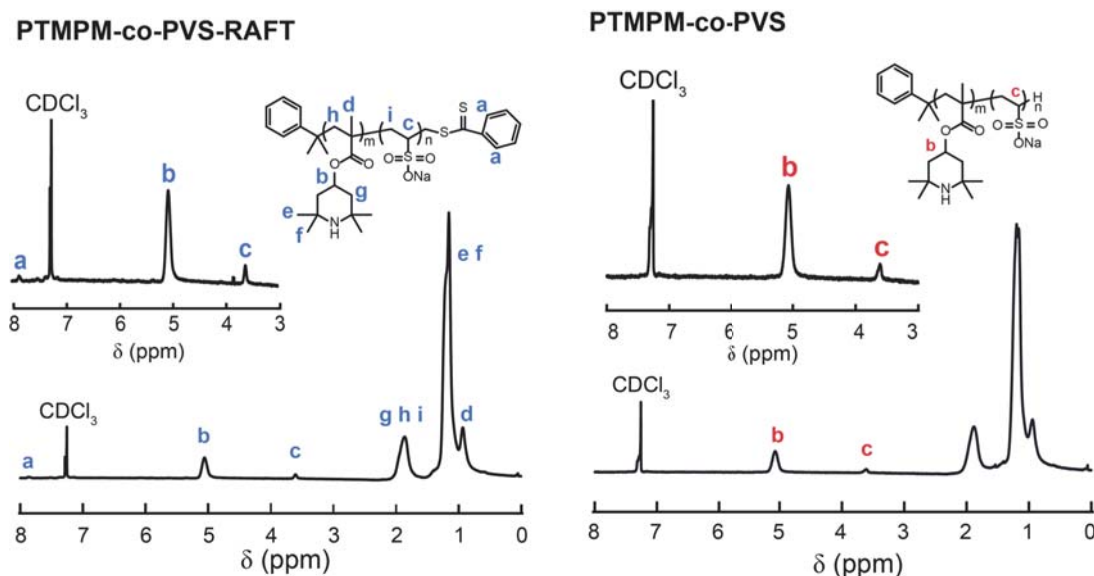 PTMPM-co-PVS-RAFT
CDCl₃
b
a
c
8 7 6 5 4 3
δ (ppm)
h
d
i
c
a
a
m
n
S
S
O
O
S
O
O
ONa
b
g
e
f
N
H
CDCl₃
a
b
c
g h i
e f
d
8 7 6 5 4 3 2 1 0
δ (ppm)
PTMPM-co-PVS
CDCl₃
b
c
8 7 6 5 4 3
δ (ppm)
c
H
m
n
O
O
S
O
O
ONa
b
N
H
CDCl₃
b
c
8 7 6 5 4 3 2 1 0
δ (ppm)